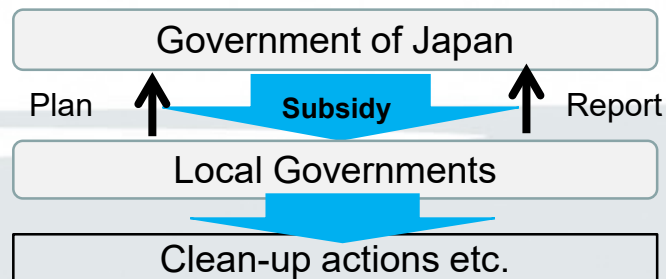 Government of Japan
Plan
Subsidy
Report
Local Governments
Clean-up actions etc.